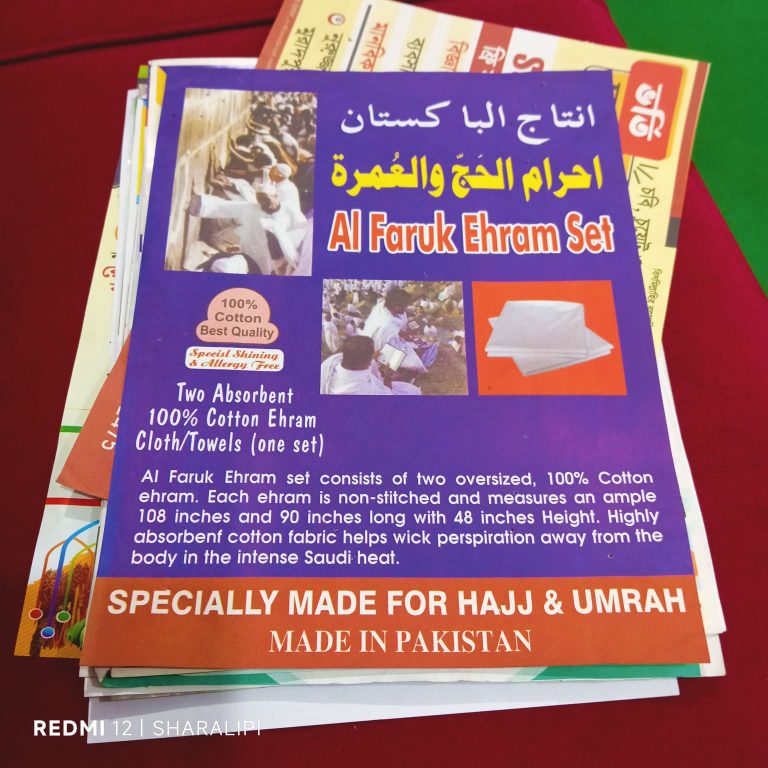 انتاج الباكستان
احرام الحَجّ والعُمرة
Al Faruk Ehram Set
100%
Cotton
Best Quality
Speeisl Shining
& Allergy Free
Two Absorbent
100% Cotton Ehram
Cloth/Towels (one set)
Al Faruk Ehram set consists of two oversized, 100% Cotton
ehram. Each ehram is non-stitched and measures an ample
108 inches and 90 inches long with 48 inches Height. Highly
absorbenf cotton fabric helps wick perspiration away from the
body in the intense Saudi heat.
SPECIALLY MADE FOR HAJJ & UMRAH
MADE IN PAKISTAN
ভর্তি
REDMI 12 | SHARALIPI